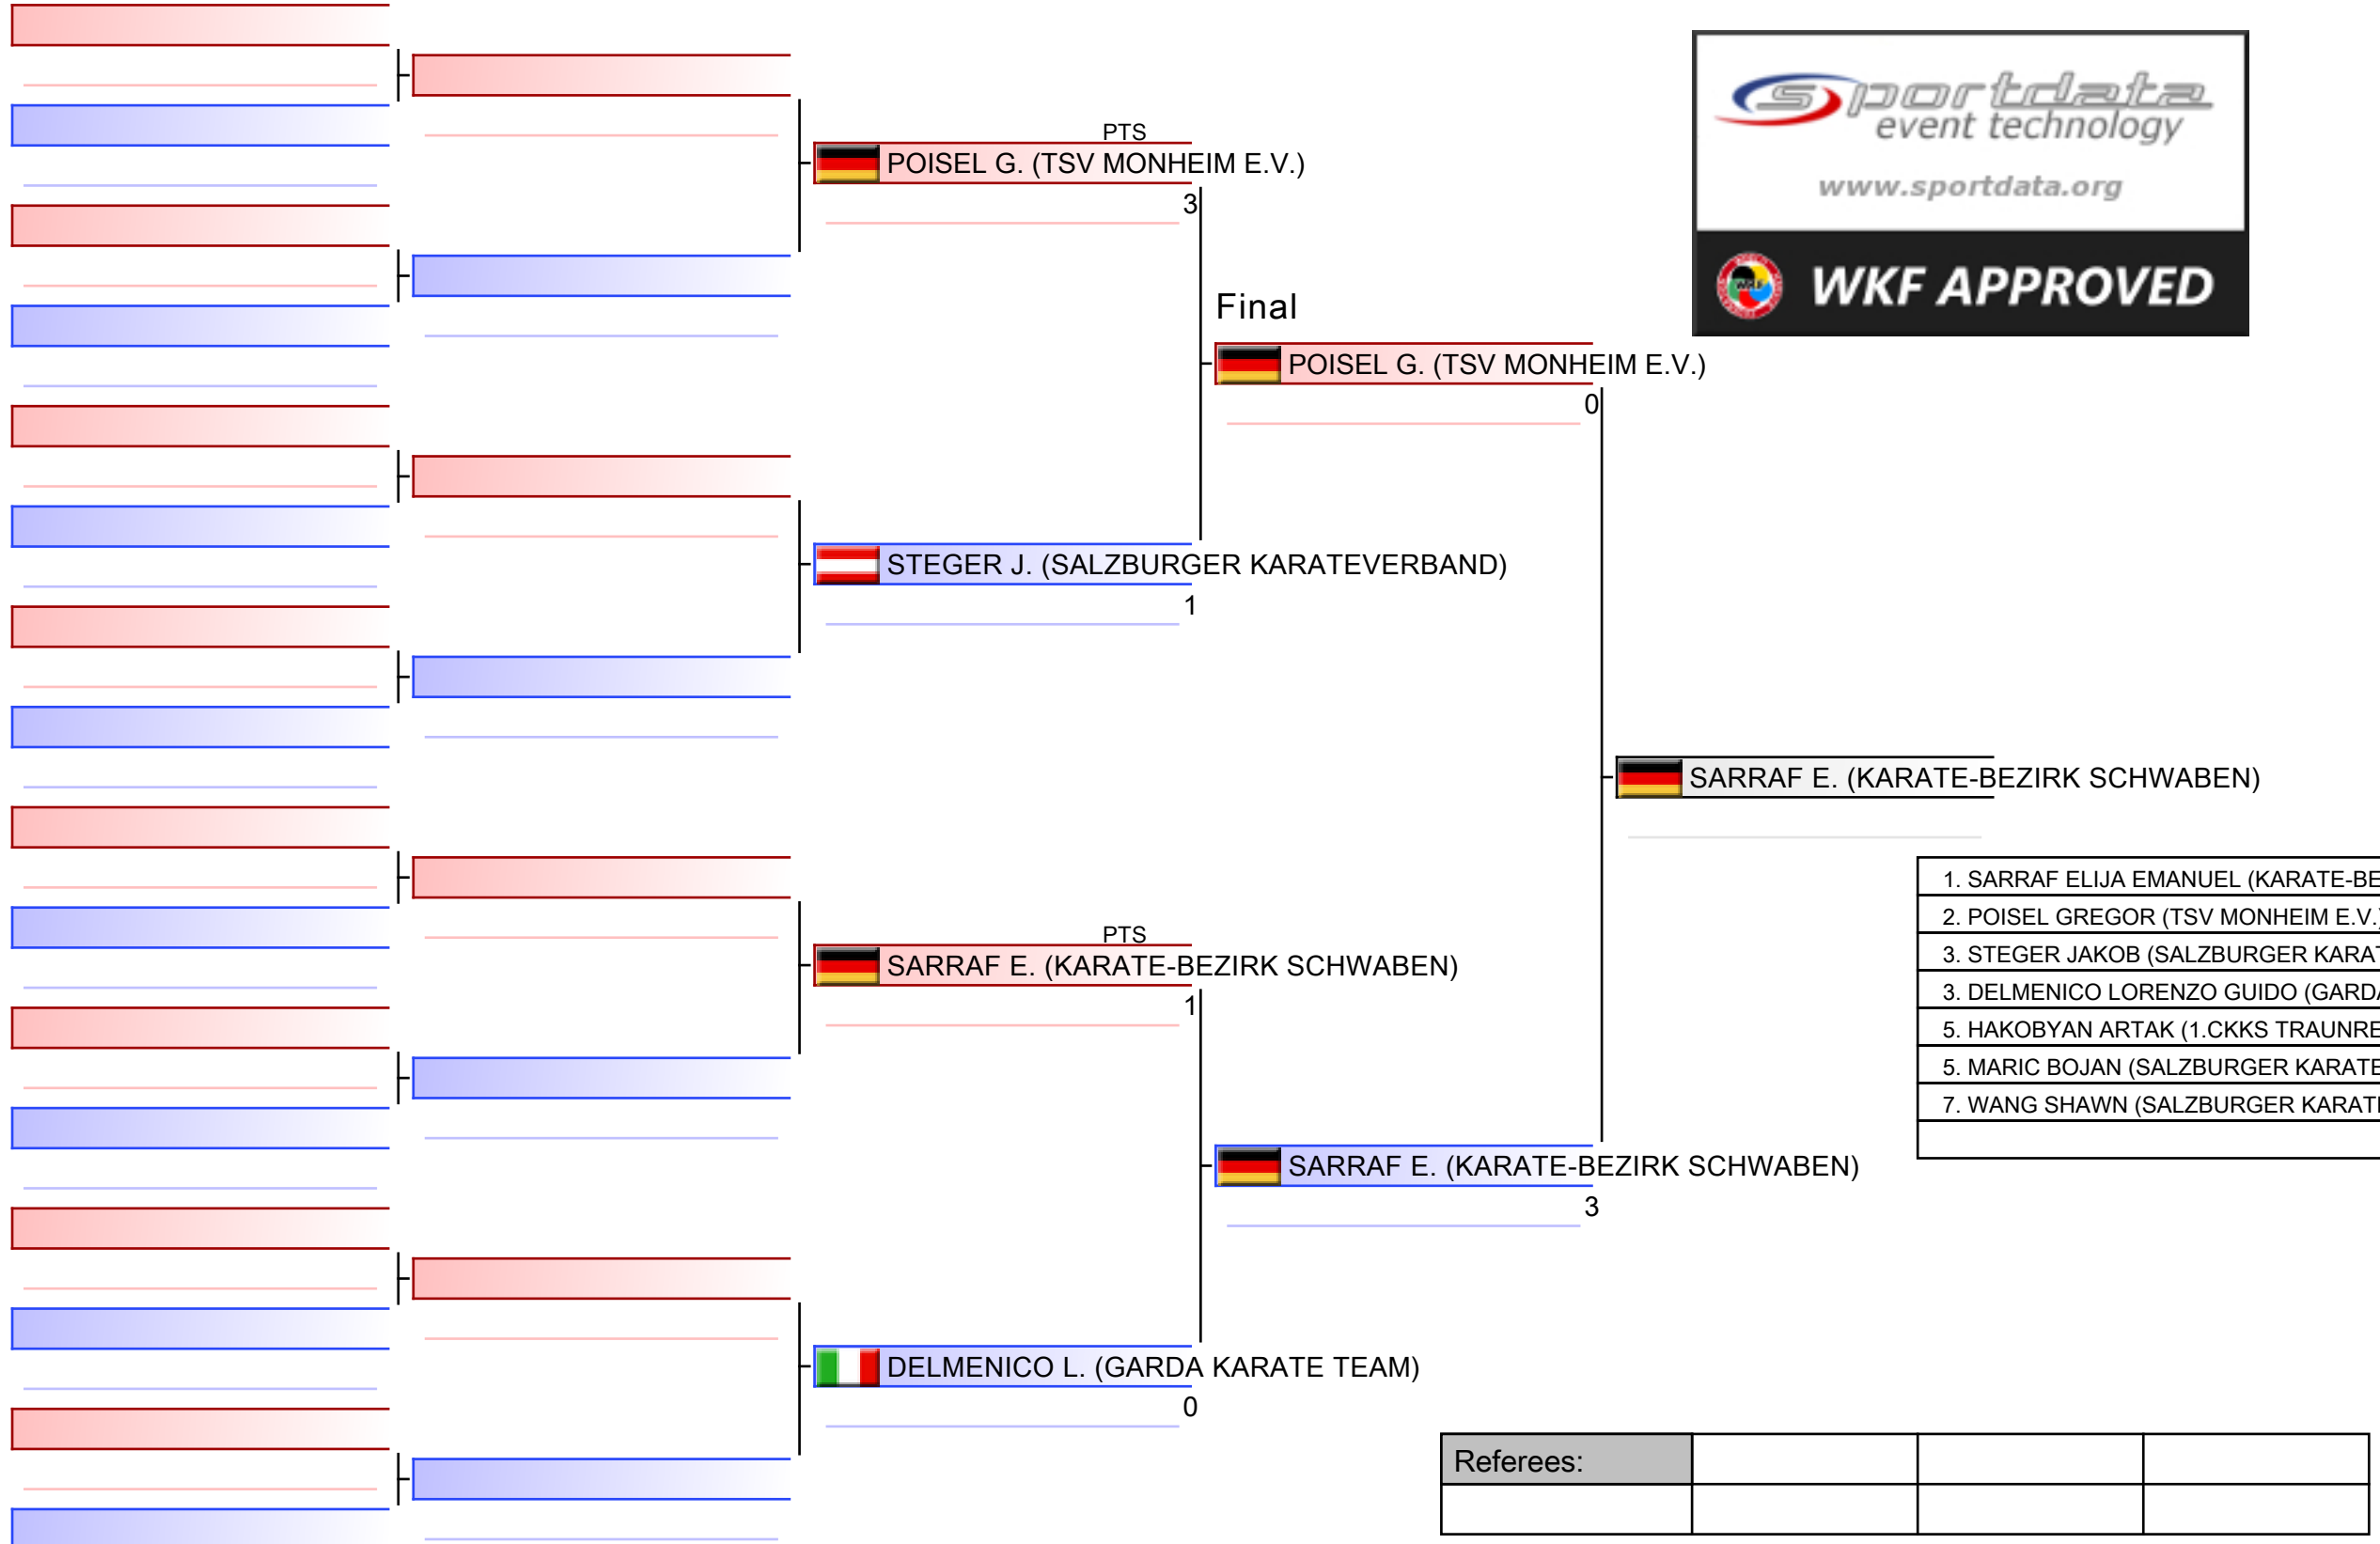 sportdata
event technology
www.sportdata.org
WKF APPROVED
PTS
POISEL G. (TSV MONHEIM E.V.)
3
Final
POISEL G. (TSV MONHEIM E.V.)
0
STEGER J. (SALZBURGER KARATEVERBAND)
1
SARRAF E. (KARATE-BEZIRK SCHWABEN)
PTS
SARRAF E. (KARATE-BEZIRK SCHWABEN)
1
SARRAF E. (KARATE-BEZIRK SCHWABEN)
3
DELMENICO L. (GARDA KARATE TEAM)
0
1. SARRAF ELIJA EMANUEL (KARATE-BE
2. POISEL GREGOR (TSV MONHEIM E.V.)
3. STEGER JAKOB (SALZBURGER KARAT
3. DELMENICO LORENZO GUIDO (GARDA
5. HAKOBYAN ARTAK (1.CKKS TRAUNRE
5. MARIC BOJAN (SALZBURGER KARATE
7. WANG SHAWN (SALZBURGER KARATE
Referees: